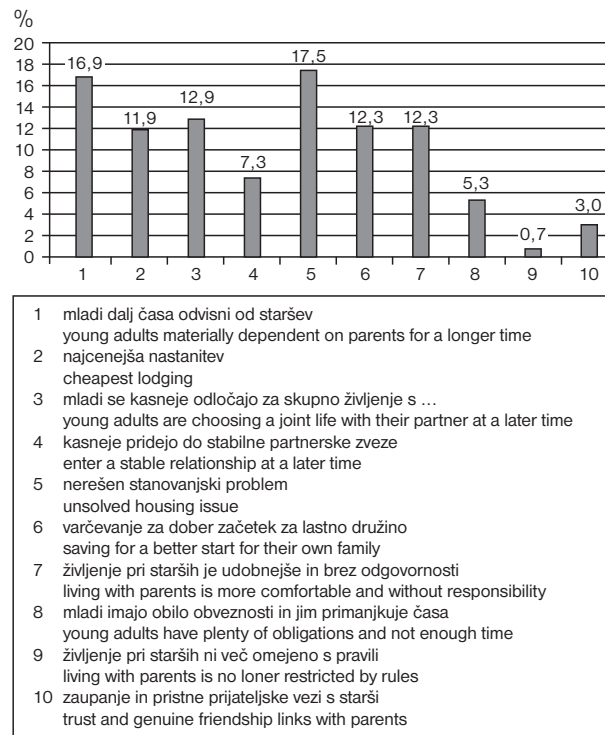 %
20
18
16
14
12
10
8
6
4
2
0
16,9
11,9
12,9
7,3
17,5
12,3
12,3
5,3
0,7
3,0
1 2 3 4 5 6 7 8 9 10
1 mladi dalj časa odvisni od staršev
young adults materially dependent on parents for a longer time
2 najcenejša nastanitev
cheapest lodging
3 mladi se kasneje odločajo za skupno življenje s …
young adults are choosing a joint life with their partner at a later time
4 kasneje pridejo do stabilne partnerske zveze
enter a stable relationship at a later time
5 nerešen stanovanjski problem
unsolved housing issue
6 varčevanje za dober začetek za lastno družino
saving for a better start for their own family
7 življenje pri starših je udobnejše in brez odgovornosti
living with parents is more comfortable and without responsibility
8 mladi imajo obilo obveznosti in jim primanjkuje časa
young adults have plenty of obligations and not enough time
9 življenje pri starših ni več omejeno s pravili
living with parents is no loner restricted by rules
10 zaupanje in pristne prijateljske vezi s starši
trust and genuine friendship links with parents